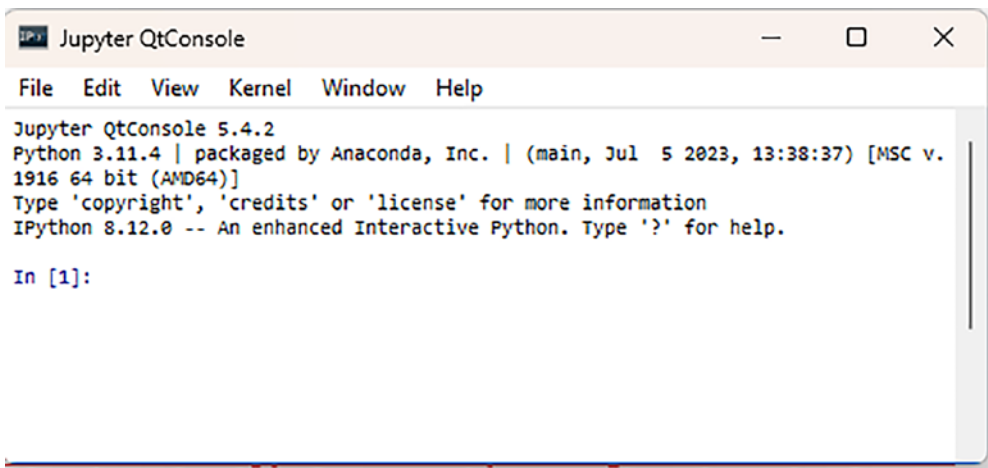 IP[y] Jupyter QtConsole
File Edit View Kernel Window Help
Jupyter QtConsole 5.4.2
Python 3.11.4 | packaged by Anaconda, Inc. | (main, Jul  5 2023, 13:38:37) [MSC v.
1916 64 bit (AMD64)]
Type 'copyright', 'credits' or 'license' for more information
IPython 8.12.0 -- An enhanced Interactive Python. Type '?' for help.
In [1]: